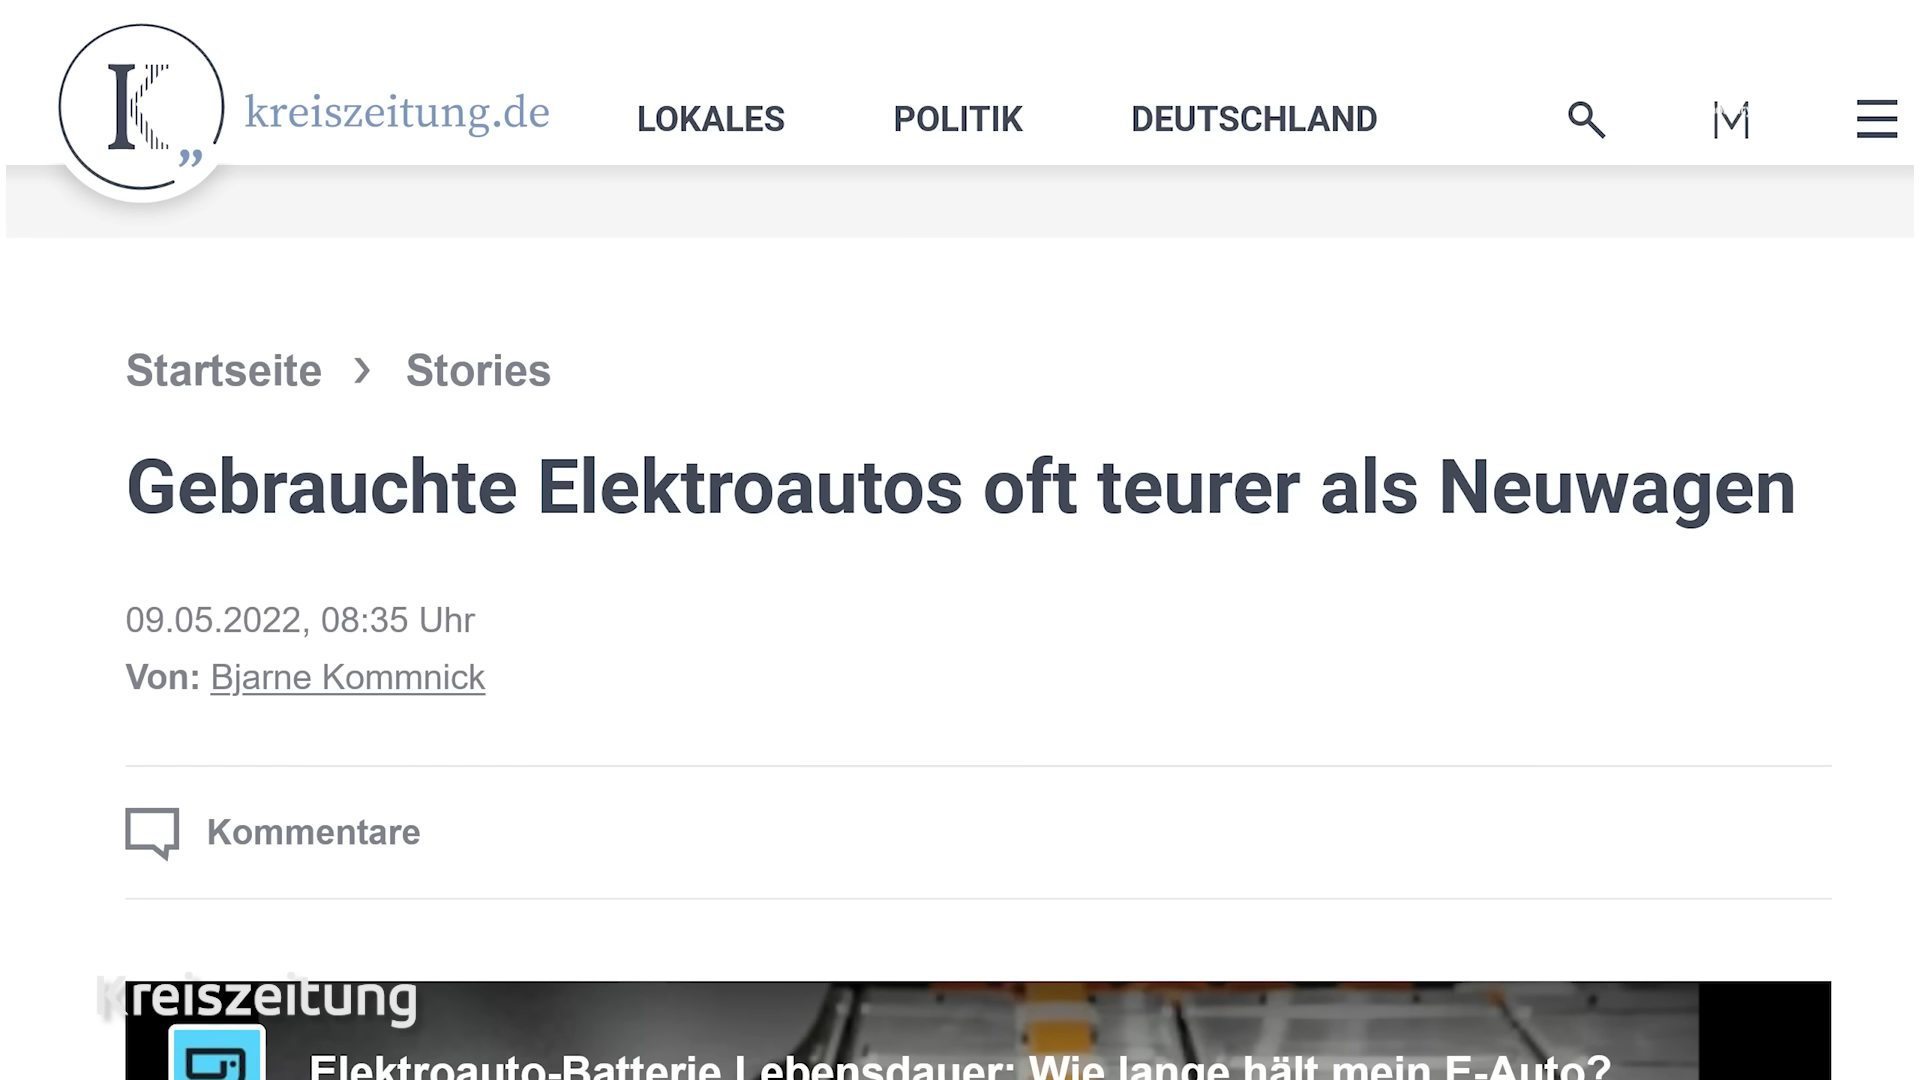 K„
kreiszeitung.de
LOKALES
POLITIK
DEUTSCHLAND
Startseite › Stories
Gebrauchte Elektroautos oft teurer als Neuwagen
09.05.2022, 08:35 Uhr
Von: Bjarne Kommnick
Kommentare
Kreiszeitung
Elektroauto-Batterie Lebensdauer: Wie lange hält mein E-Auto?